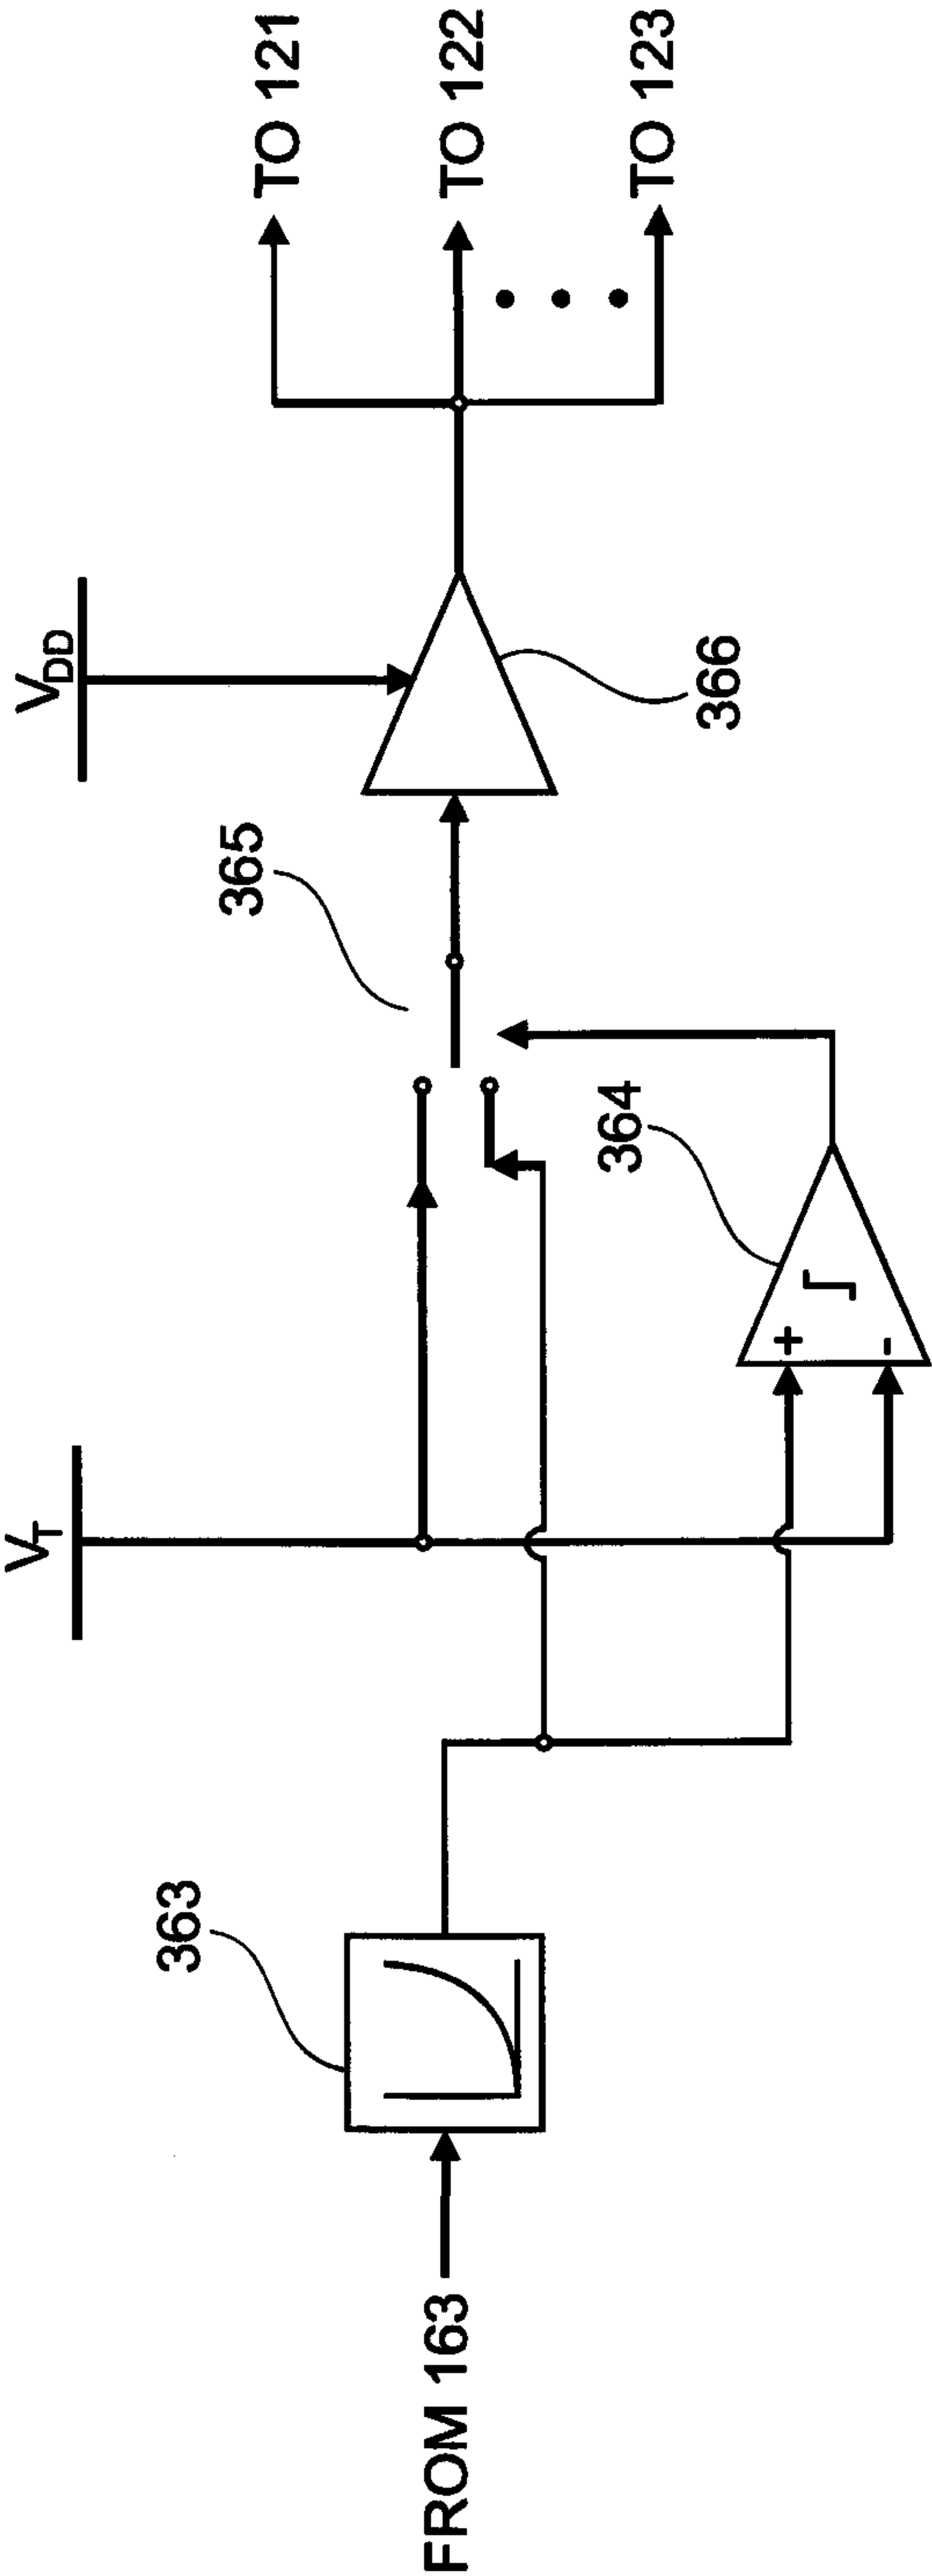 FROM 163
363
V_T
364
+
-
365
V_DD
366
TO 121
TO 122
TO 123